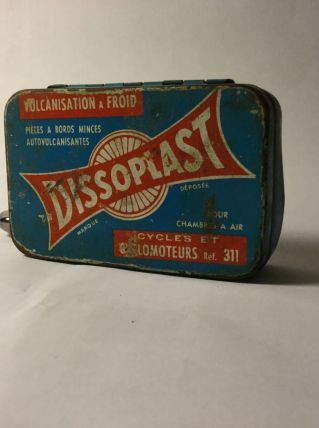 VULCANISATION A FROID
PIÈCES A BORDS MINCES
AUTOVULCANISANTES
DISSOPLAST
MARQUE DÉPOSÉE
POUR
CHAMBRES A AIR
CYCLES ET
CYCLOMOTEURS Réf. 311